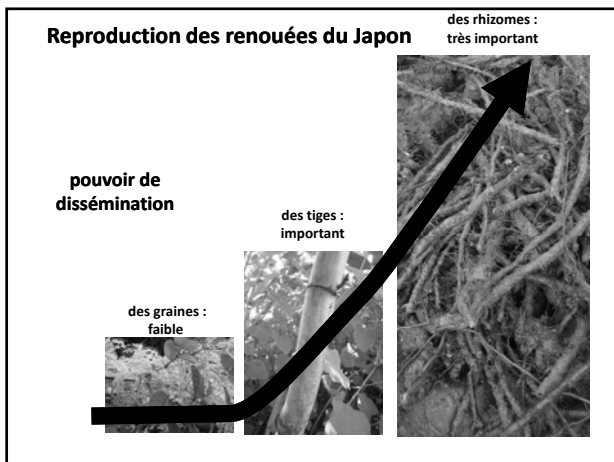 Reproduction des renouées du Japon
des rhizomes :
très important
pouvoir de
dissémination
des tiges :
important
des graines :
faible